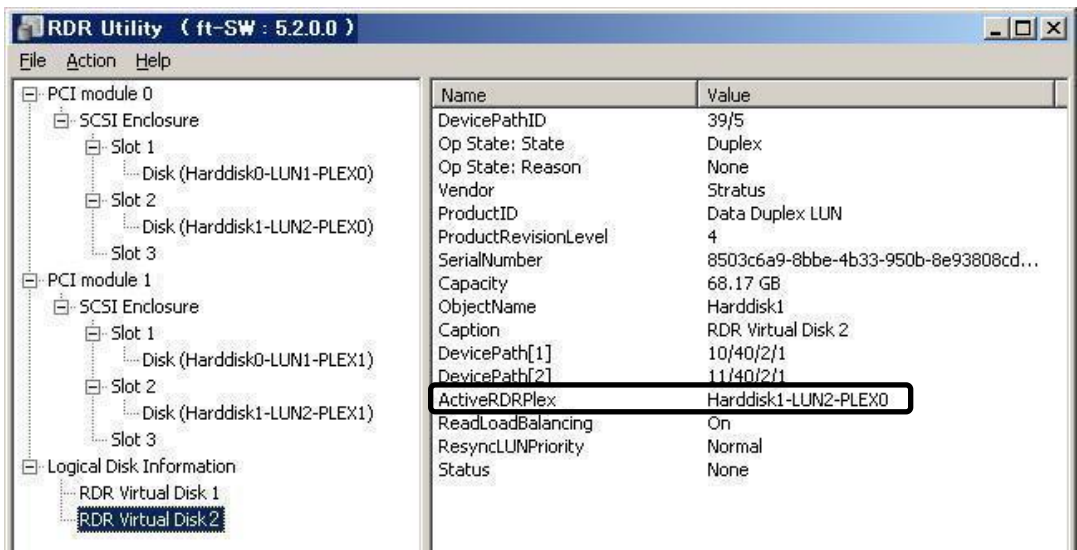 RDR Utility ( ft-SW : 5.2.0.0 )
File Action Help
PCI module 0
SCSI Enclosure
Slot 1
Disk (Harddisk0-LUN1-PLEX0)
Slot 2
Disk (Harddisk1-LUN2-PLEX0)
Slot 3
PCI module 1
SCSI Enclosure
Slot 1
Disk (Harddisk0-LUN1-PLEX1)
Slot 2
Disk (Harddisk1-LUN2-PLEX1)
Slot 3
Logical Disk Information
RDR Virtual Disk 1
RDR Virtual Disk 2
Name Value
DevicePathID 39/5
Op State: State Duplex
Op State: Reason None
Vendor Stratus
ProductID Data Duplex LUN
ProductRevisionLevel 4
SerialNumber 8503c6a9-8bbe-4b33-950b-8e93808cd...
Capacity 68.17 GB
ObjectName Harddisk1
Caption RDR Virtual Disk 2
DevicePath[1] 10/40/2/1
DevicePath[2] 11/40/2/1
ActiveRDRPlex Harddisk1-LUN2-PLEX0
ReadLoadBalancing On
ResyncLUNPriority Normal
Status None